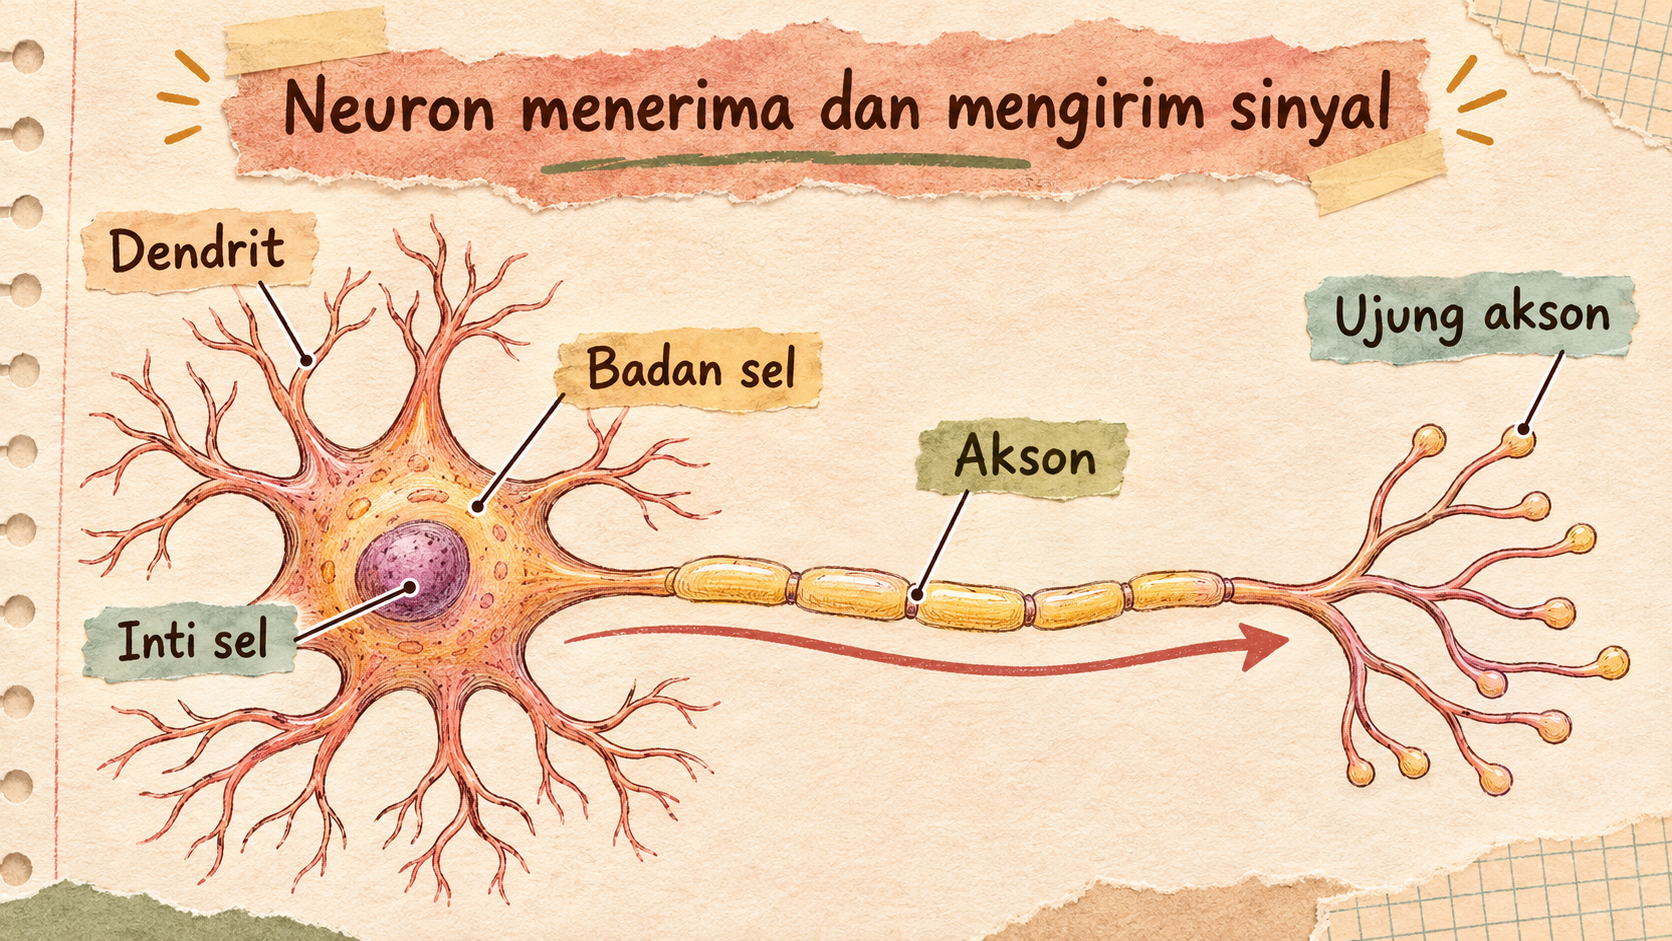 Neuron menerima dan mengirim sinyal
Dendrit
Badan sel
Akson
Ujung akson
Inti sel